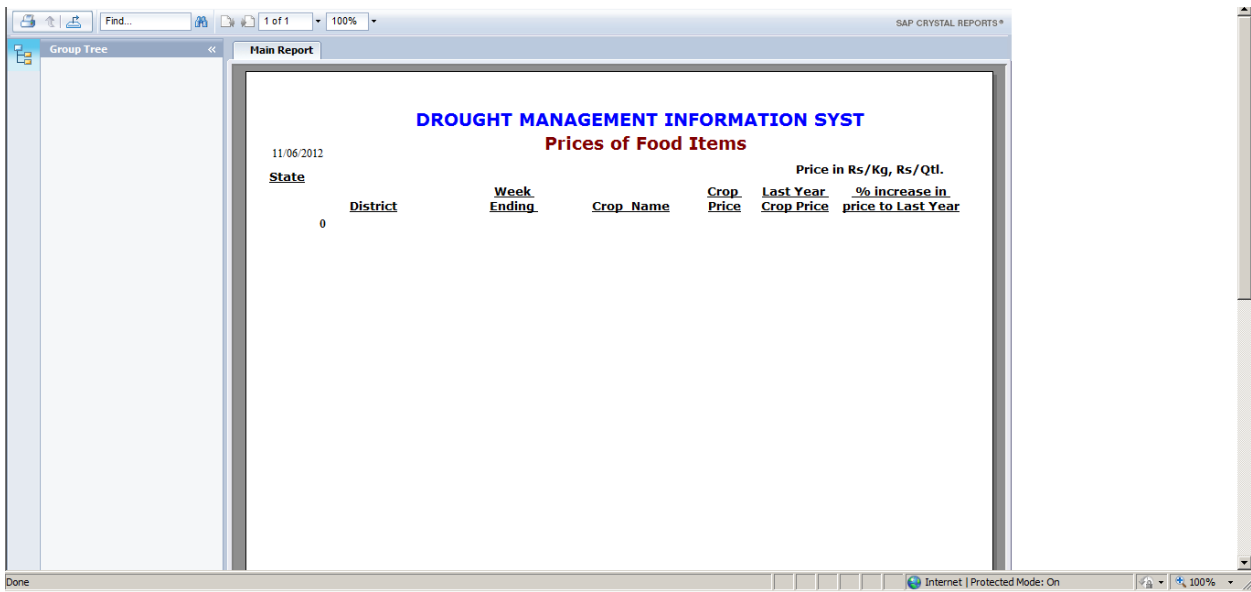 Find...
1 of 1
100%
SAP CRYSTAL REPORTS®
Group Tree «
Main Report
DROUGHT MANAGEMENT INFORMATION SYST
Prices of Food Items
11/06/2012
Price in Rs/Kg, Rs/Qtl.
State
Week Crop Last Year % increase in
District Ending Crop Name Price Crop Price price to Last Year
0
Done Internet | Protected Mode: On 100%